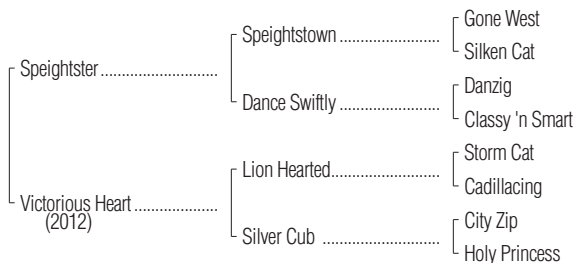 Gone West
Speightstown
Silken Cat
Speightster
Danzig
Dance Swiftly
Classy 'n Smart
Storm Cat
Lion Hearted
Cadillacing
Victorious Heart
(2012)
City Zip
Silver Cub
Holy Princess